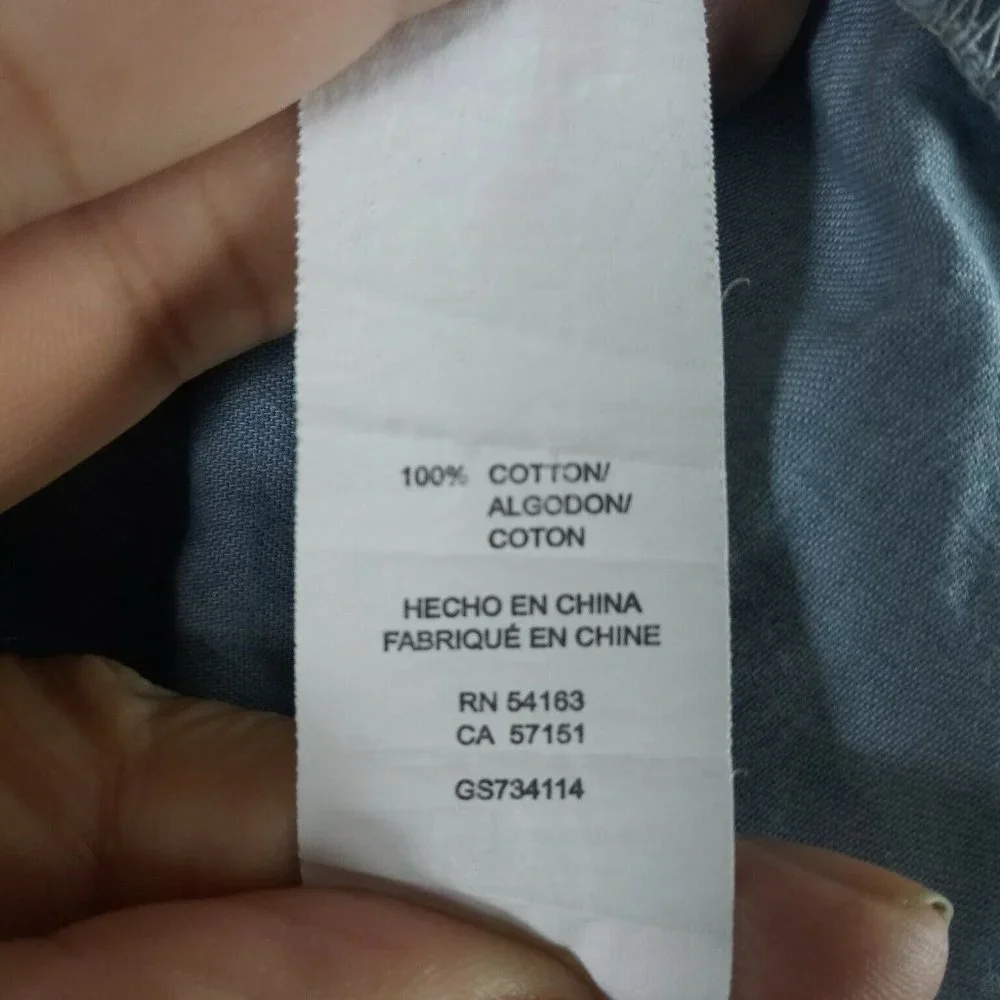 100% COTTON/
ALGODON/
COTON
HECHO EN CHINA
FABRIQUÉ EN CHINE
RN 54163
CA 57151
GS734114